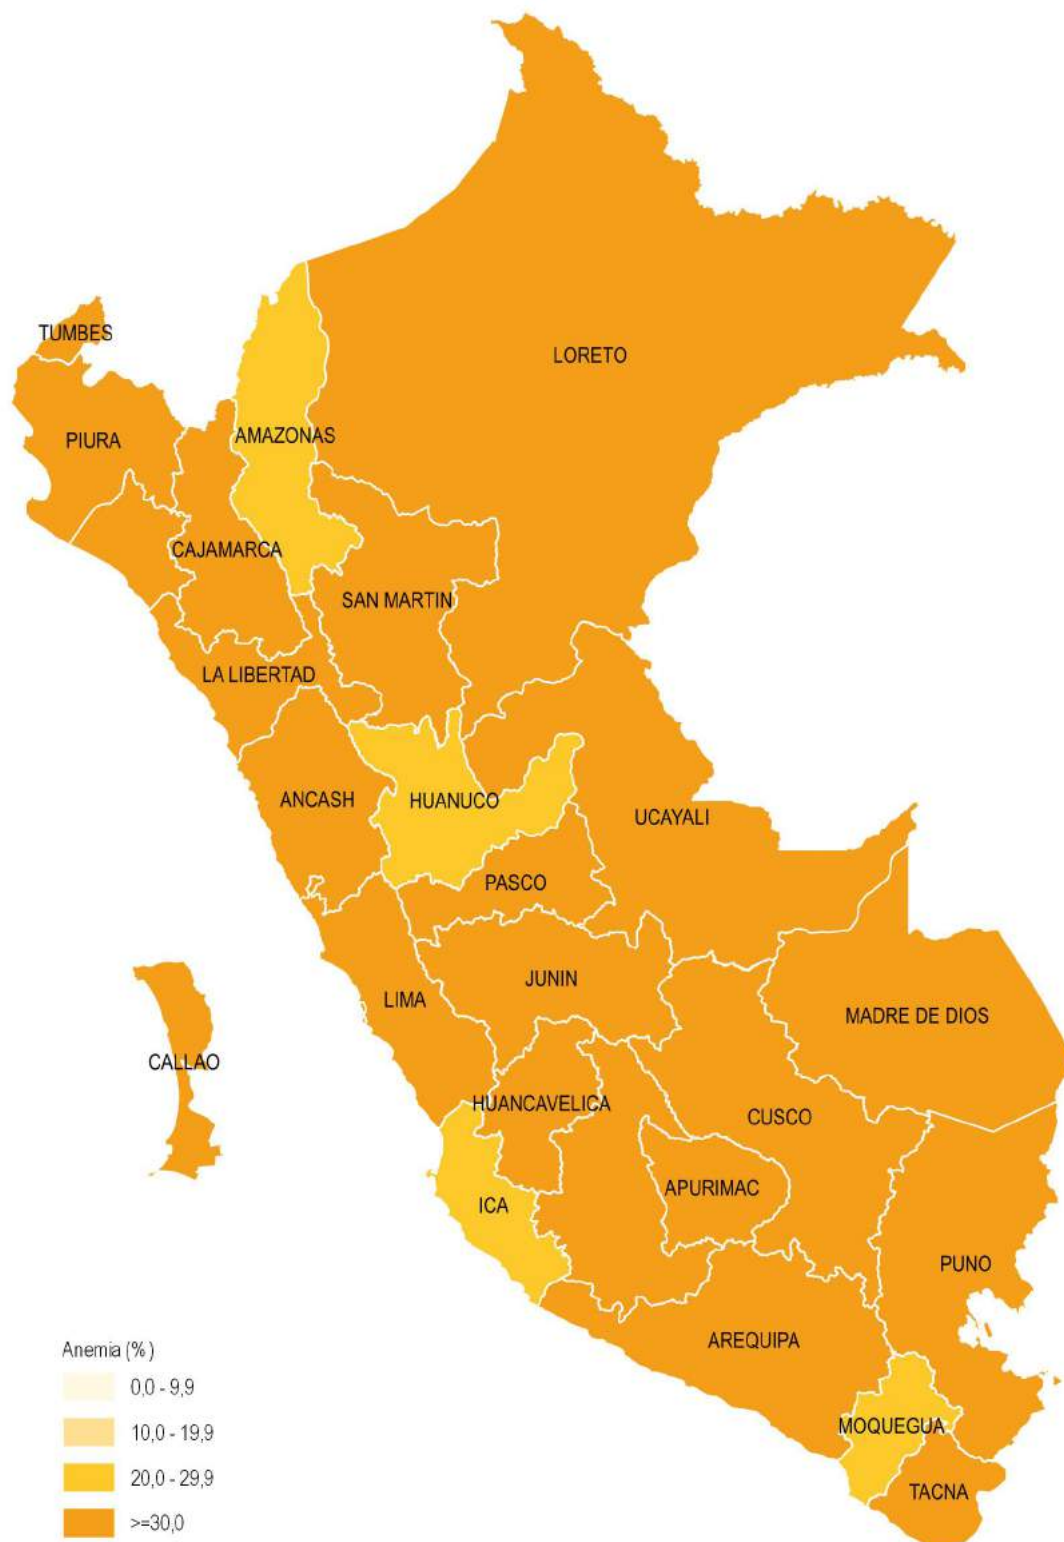 TUMBES
LORETO
PIURA
AMAZONAS
CAJAMARCA
SAN MARTIN
LA LIBERTAD
ANCASH
HUANUCO
UCAYALI
PASCO
JUNIN
LIMA
MADRE DE DIOS
CALLAO
HUANCAVELICA
CUSCO
APURIMAC
ICA
PUNO
AREQUIPA
MOQUEGUA
TACNA
Anemia (%)
0,0 - 9,9
10,0 - 19,9
20,0 - 29,9
>=30,0